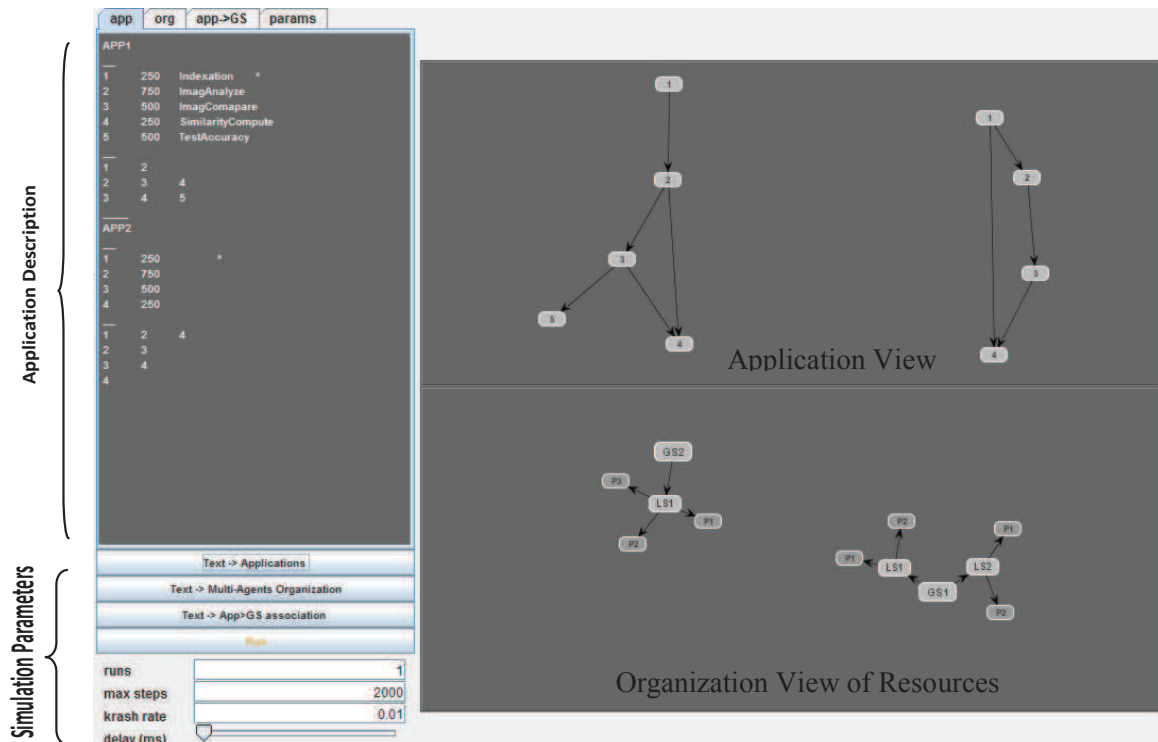 app org app->GS params
APP1
1 250 Indexation *
2 750 ImagAnalyze
3 500 ImagComapare
4 250 SimilarityCompute
5 500 TestAccuracy
1 2
2 3 4
3 4 5
APP2
1 250 *
2 750
3 500
4 250
1 2 4
2 3
3 4
4
Text -> Applications
Text -> Multi-Agents Organization
Text -> App>GS association
Run
runs 1
max steps 2000
krash rate 0.01
delay (ms)
Application Description
Simulation Parameters
1
2
3
5
4
1
2
3
4
Application View
GS2
P3
LS1
P1
P2
P2
P1
P1
LS1
LS2
GS1
P2
Organization View of Resources